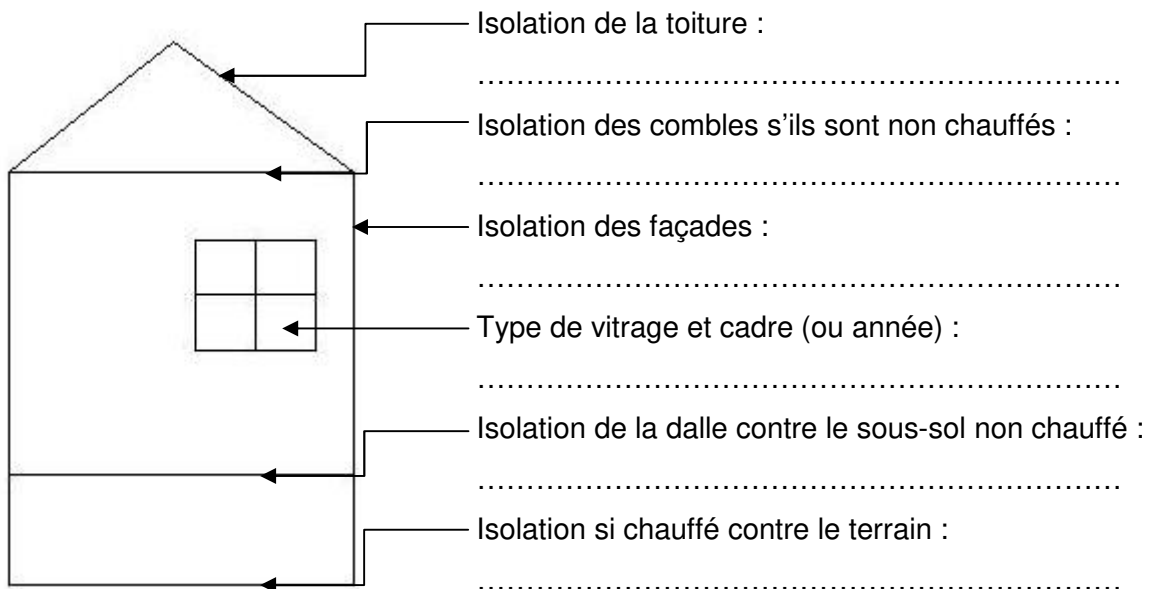 Isolation de la toiture :
…………………………………………………………
Isolation des combles s’ils sont non chauffés :
…………………………………………………………
Isolation des façades :
…………………………………………………………
Type de vitrage et cadre (ou année) :
…………………………………………………………
Isolation de la dalle contre le sous-sol non chauffé :
…………………………………………………………
Isolation si chauffé contre le terrain :
…………………………………………………………